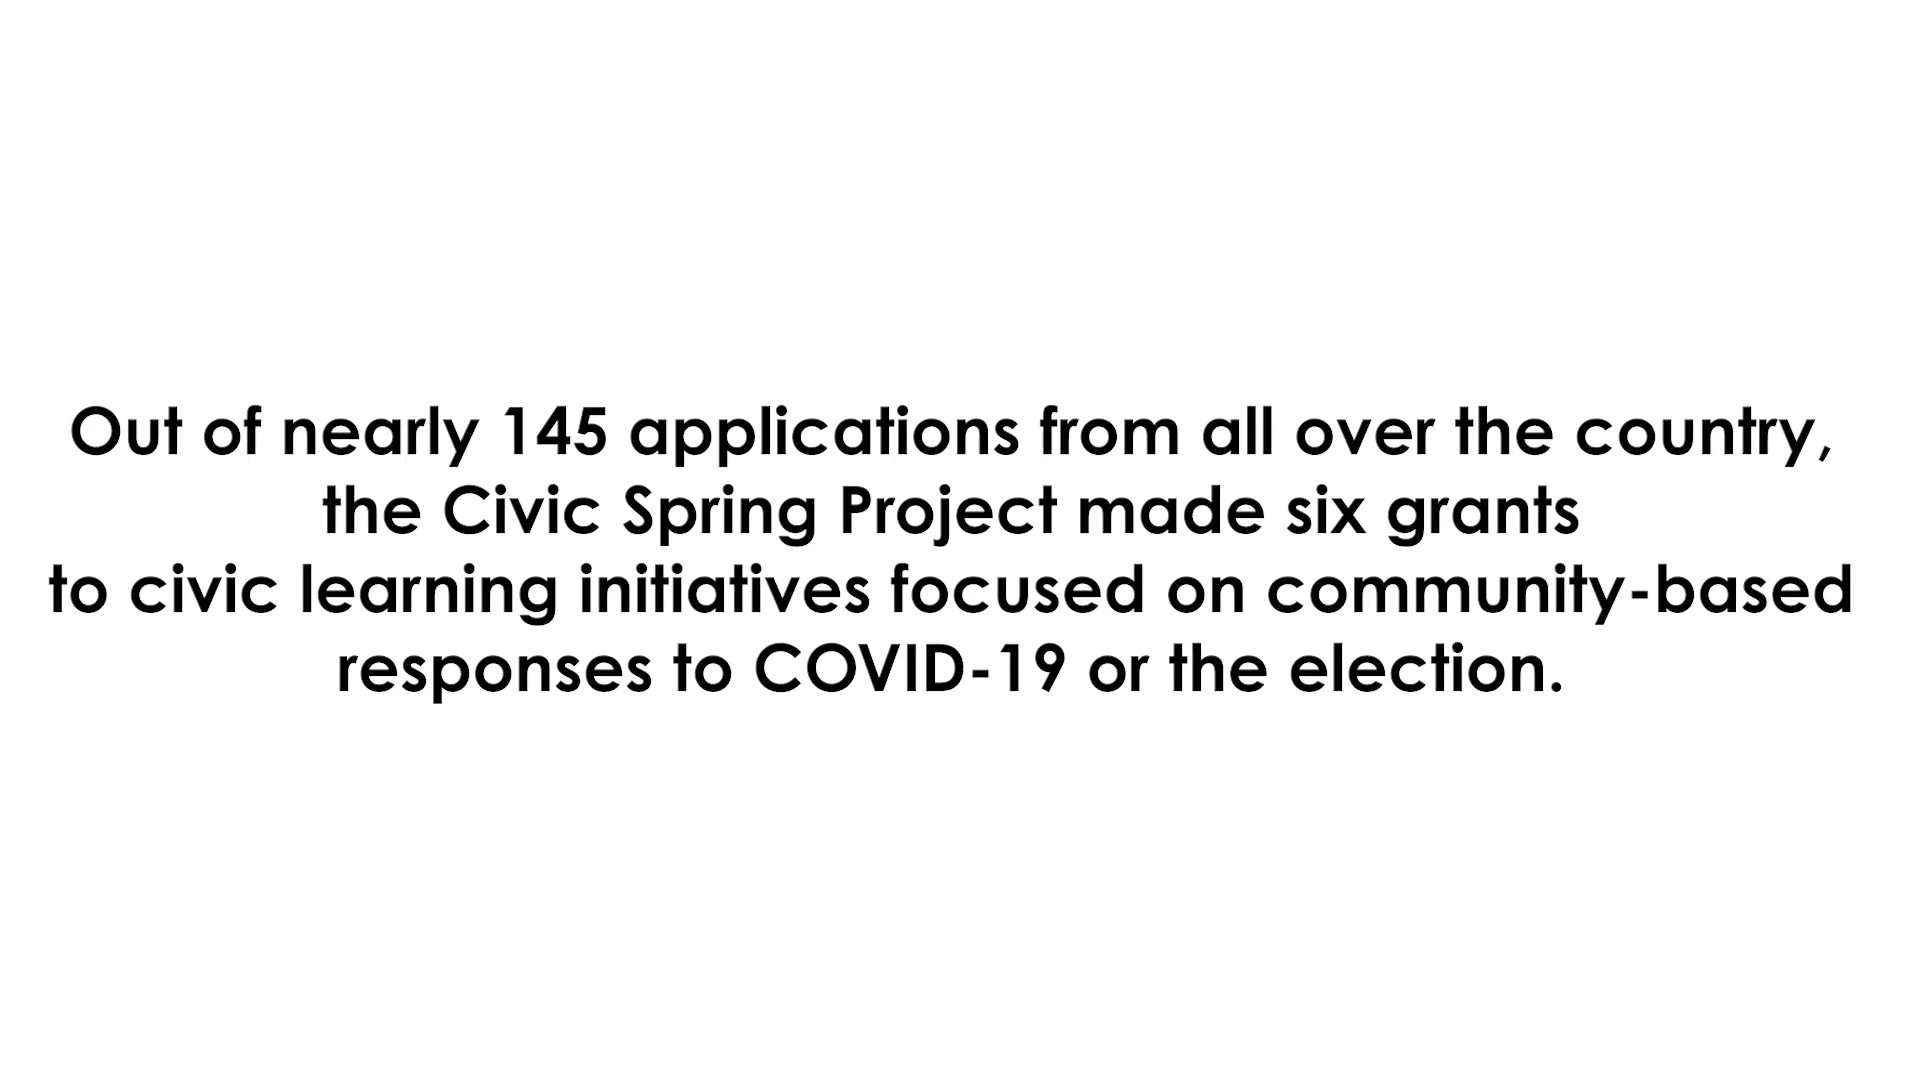 Out of nearly 145 applications from all over the country,
the Civic Spring Project made six grants
to civic learning initiatives focused on community-based
responses to COVID-19 or the election.